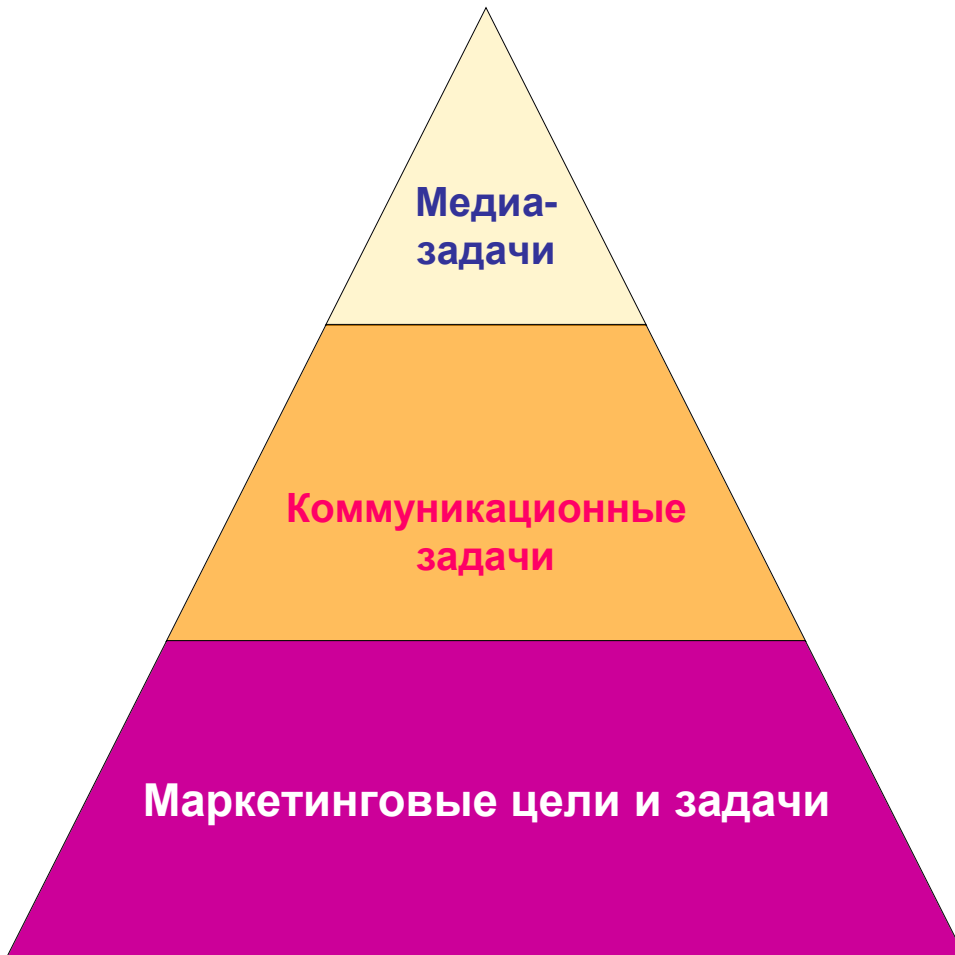 Медиа-
задачи
Коммуникационные
задачи
Маркетинговые цели и задачи